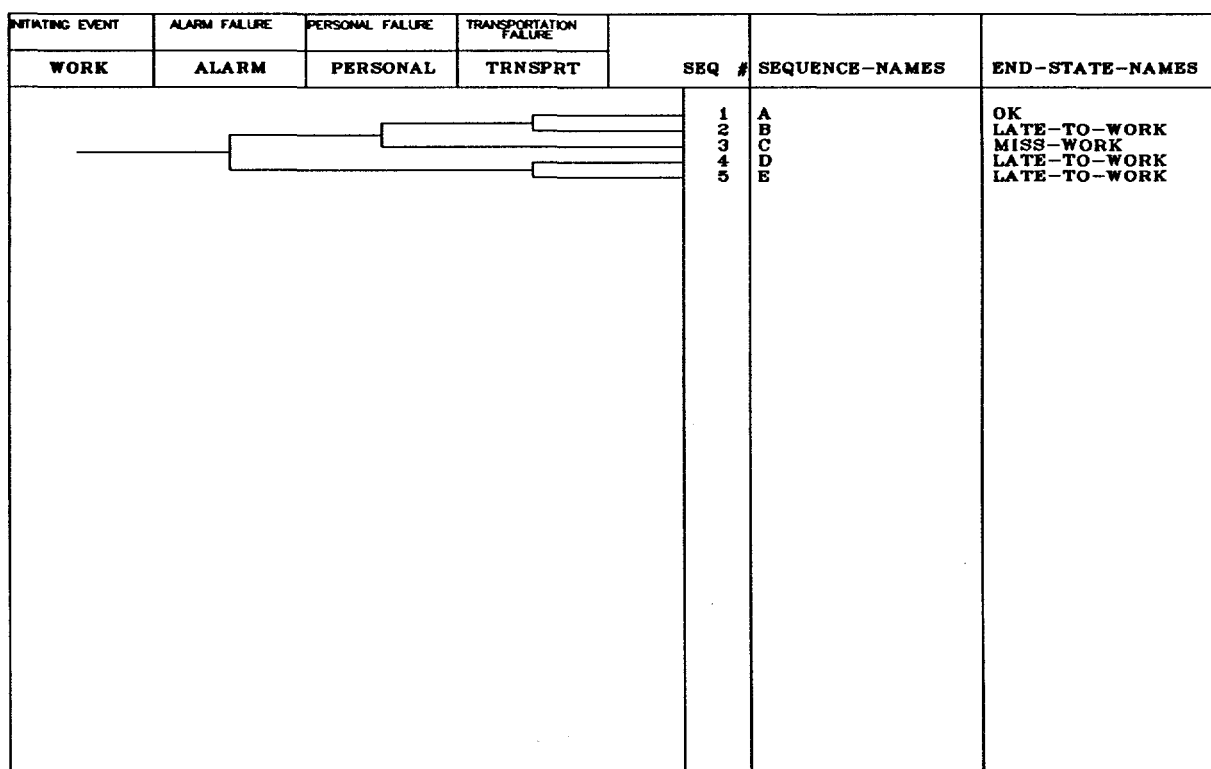 INITIATING EVENT ALARM FAILURE PERSONAL FAILURE TRANSPORTATION
FAILURE
WORK ALARM PERSONAL TRNSPRT SEQ # SEQUENCE-NAMES END-STATE-NAMES
1 A OK
2 B LATE-TO-WORK
3 C MISS-WORK
4 D LATE-TO-WORK
5 E LATE-TO-WORK